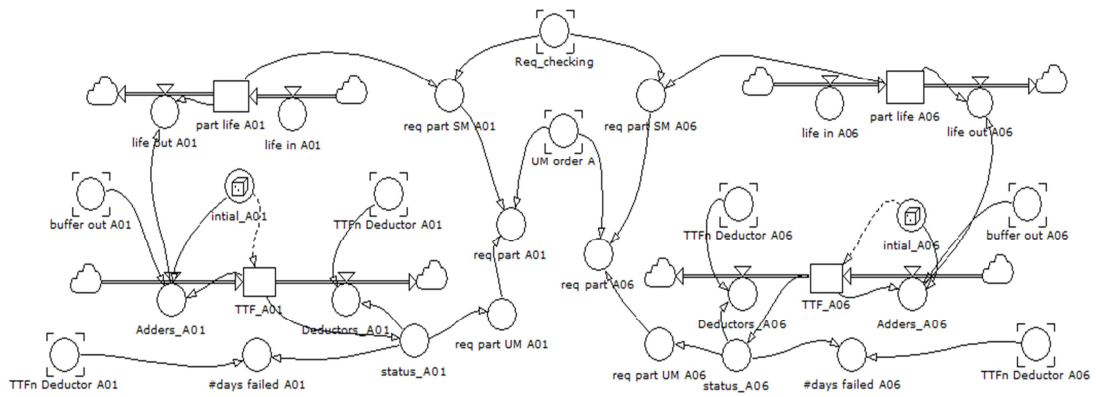 Req_checking
part life A01
req part SM A01
req part SM A06
life in A06
part life A06
life out A06
life out A01
life in A01
UM order A
intial_A01
buffer out A01
TTFn Deductor A01
req part A01
TTFn Deductor A06
intial_A06
buffer out A06
req part A06
TTF_A01
TTF_A06
Adders_A01
Deductors_A01
Deductors_A06
Adders_A06
req part UM A01
TTFn Deductor A01
#days failed A01
status_A01
req part UM A06
status_A06
#days failed A06
TTFn Deductor A06